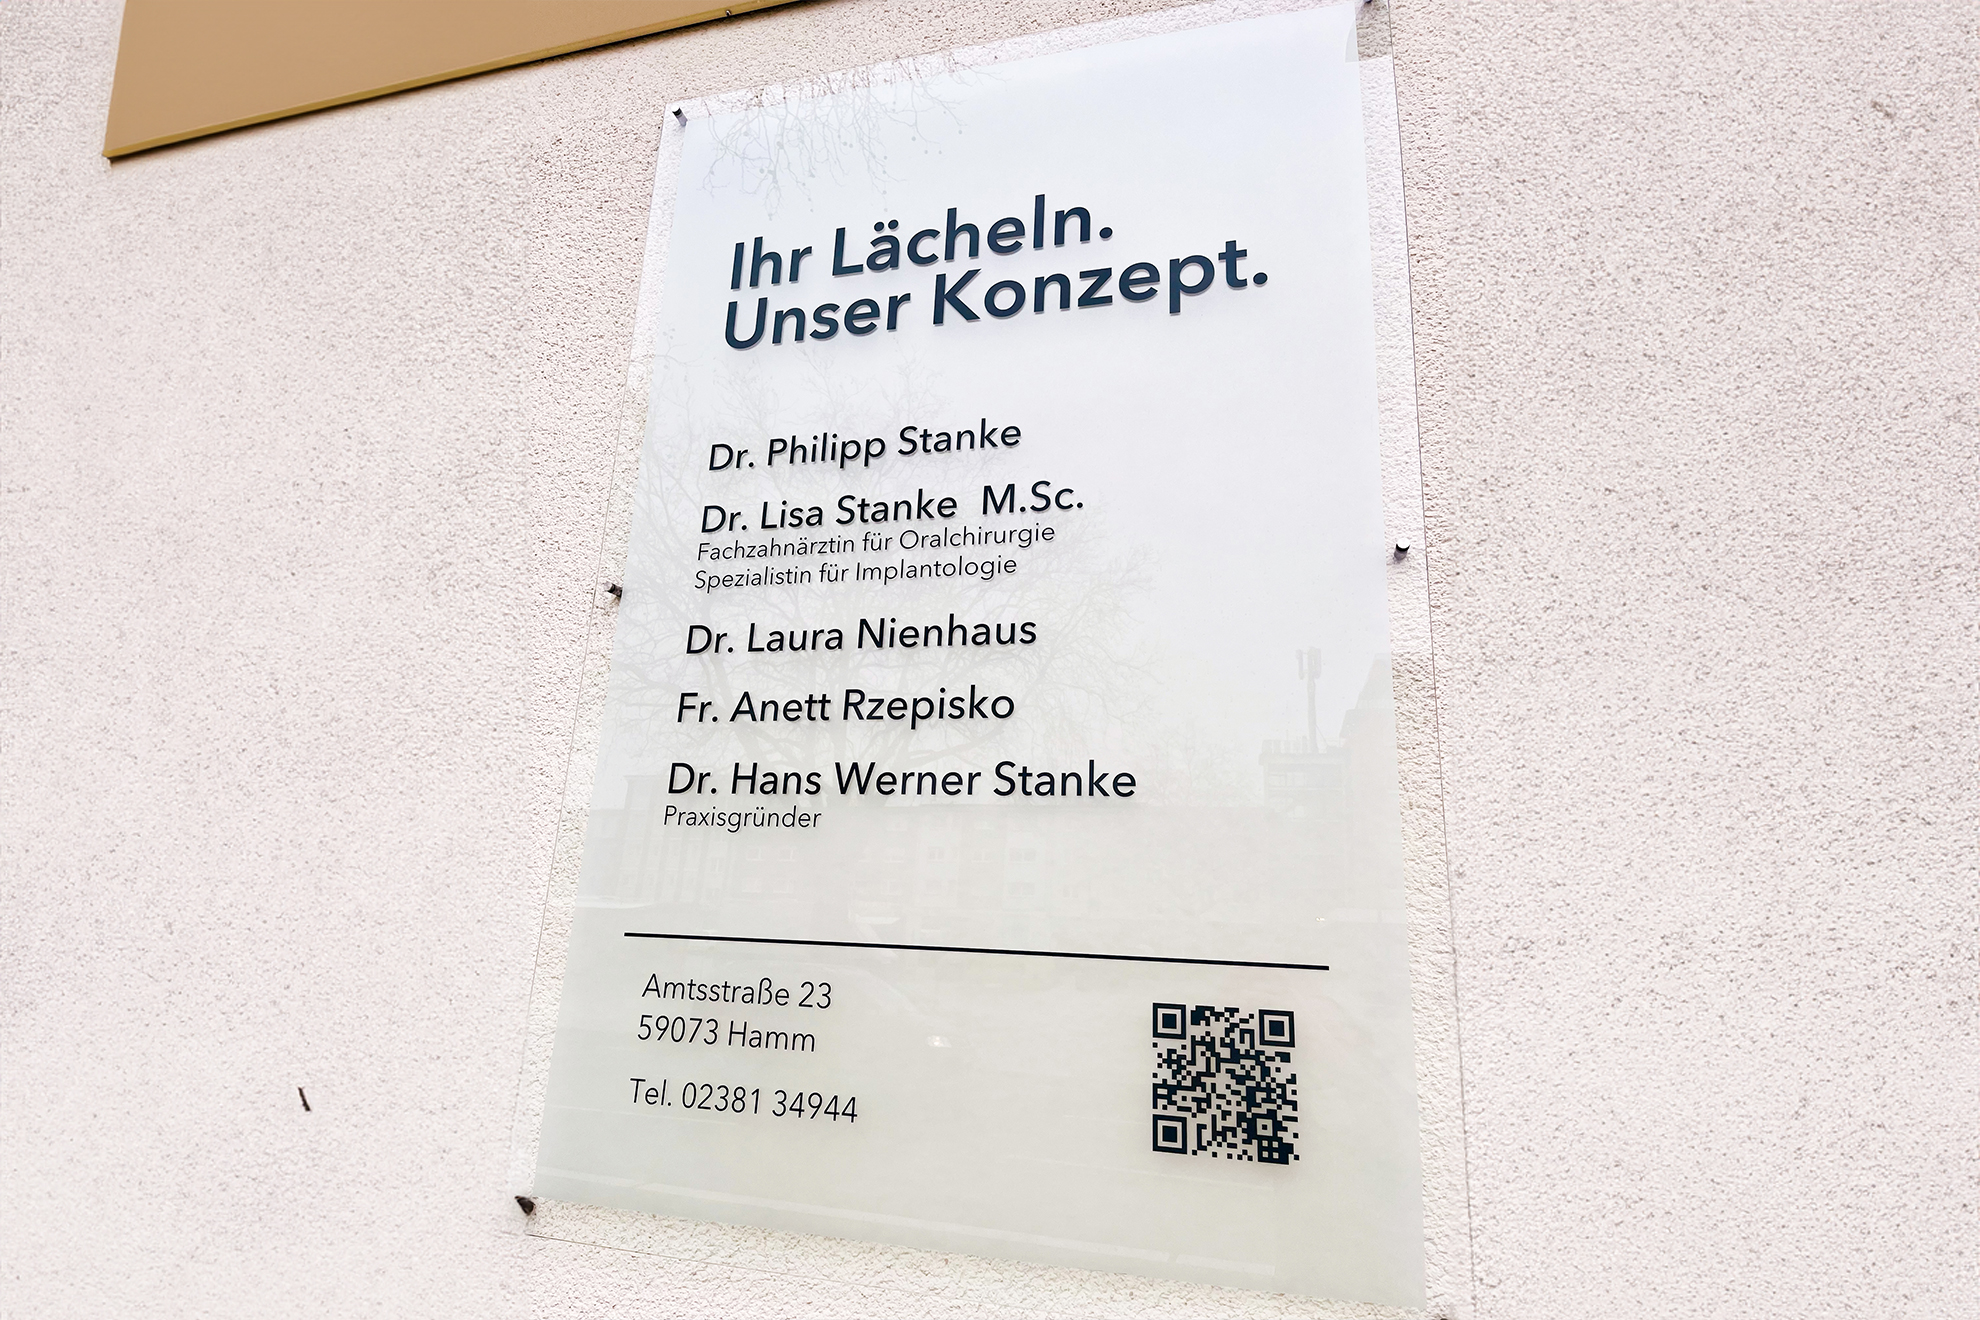 Ihr Lächeln.
Unser Konzept.
Dr. Philipp Stanke
Dr. Lisa Stanke M.Sc.
Fachzahnärztin für Oralchirurgie
Spezialistin für Implantologie
Dr. Laura Nienhaus
Fr. Anett Rzepisko
Dr. Hans Werner Stanke
Praxisgründer
Amtsstraße 23
59073 Hamm
Tel. 02381 34944